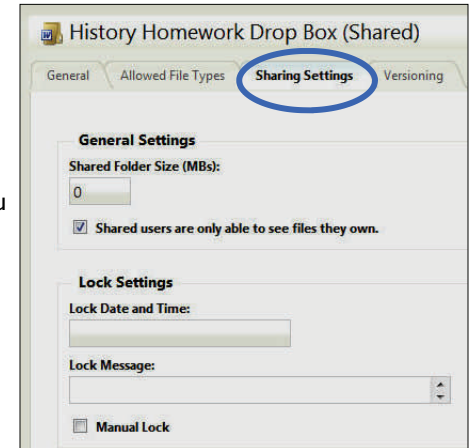 History Homework Drop Box (Shared)
General Allowed File Types Sharing Settings Versioning
General Settings
Shared Folder Size (MBs):
0
Shared users are only able to see files they own.
Lock Settings
Lock Date and Time:
Lock Message:
Manual Lock